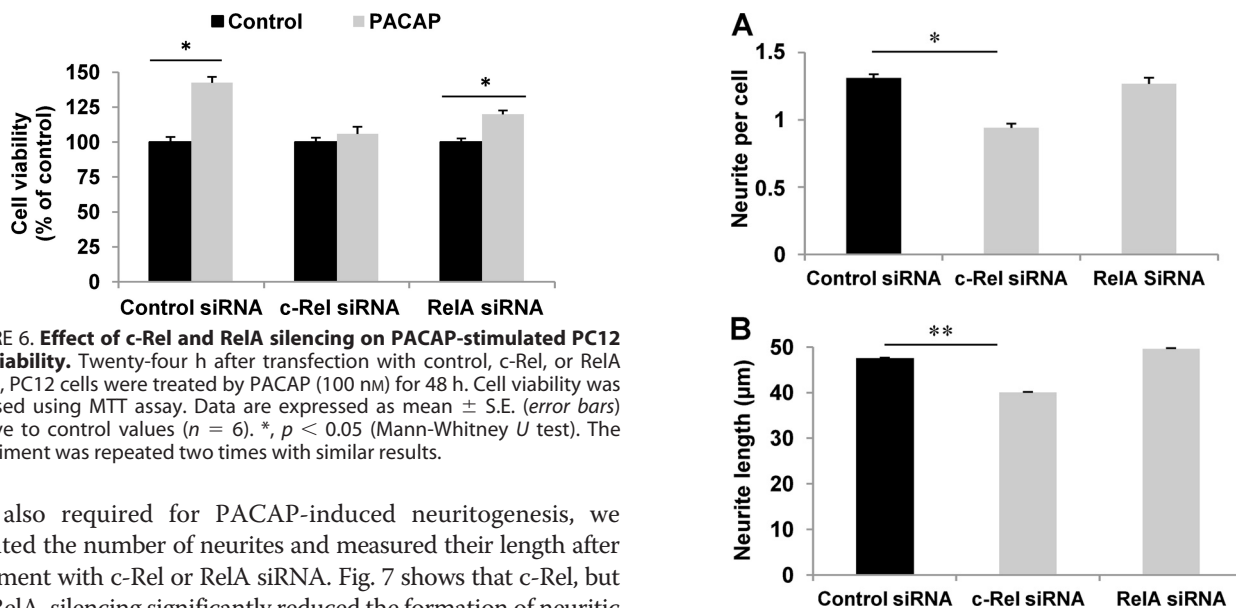 Control PACAP
*
*
150
125
100
75
50
25
0
Cell viability
(% of control)
Control siRNA c-Rel siRNA RelA siRNA
RE 6. Effect of c-Rel and RelA silencing on PACAP-stimulated PC12
iability. Twenty-four h after transfection with control, c-Rel, or RelA
, PC12 cells were treated by PACAP (100 nM) for 48 h. Cell viability was
sed using MTT assay. Data are expressed as mean ± S.E. (error bars)
ve to control values (n = 6). *, p < 0.05 (Mann-Whitney U test). The
iment was repeated two times with similar results.
also required for PACAP-induced neuritogenesis, we
ted the number of neurites and measured their length after
ment with c-Rel or RelA siRNA. Fig. 7 shows that c-Rel, but
RelA, silencing significantly reduced the formation of neuritic
A
*
1.5
1
0.5
0
Neurite per cell
Control siRNA c-Rel siRNA RelA SiRNA
B
**
50
40
30
20
10
0
Neurite length (µm)
Control siRNA c-Rel siRNA RelA siRNA